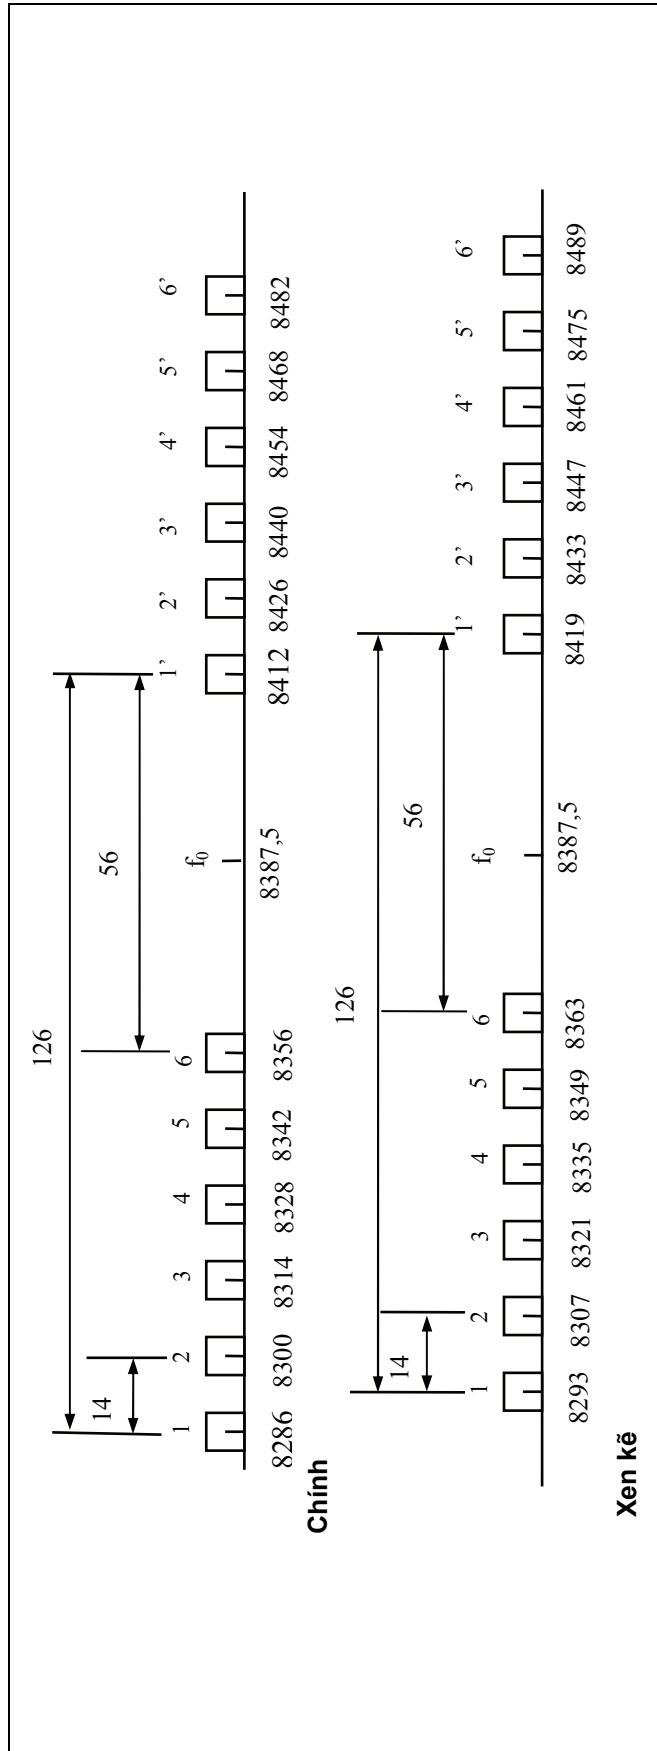 126
56
14
1 2 3 4 5 6 f₀ 1’ 2’ 3’ 4’ 5’ 6’
8286 8300 8314 8328 8342 8356 8387,5 8412 8426 8440 8454 8468 8482
Chính
126
56
14
1 2 3 4 5 6 f₀ 1’ 2’ 3’ 4’ 5’ 6’
8293 8307 8321 8335 8349 8363 8387,5 8419 8433 8447 8461 8475 8489
Xen kẽ